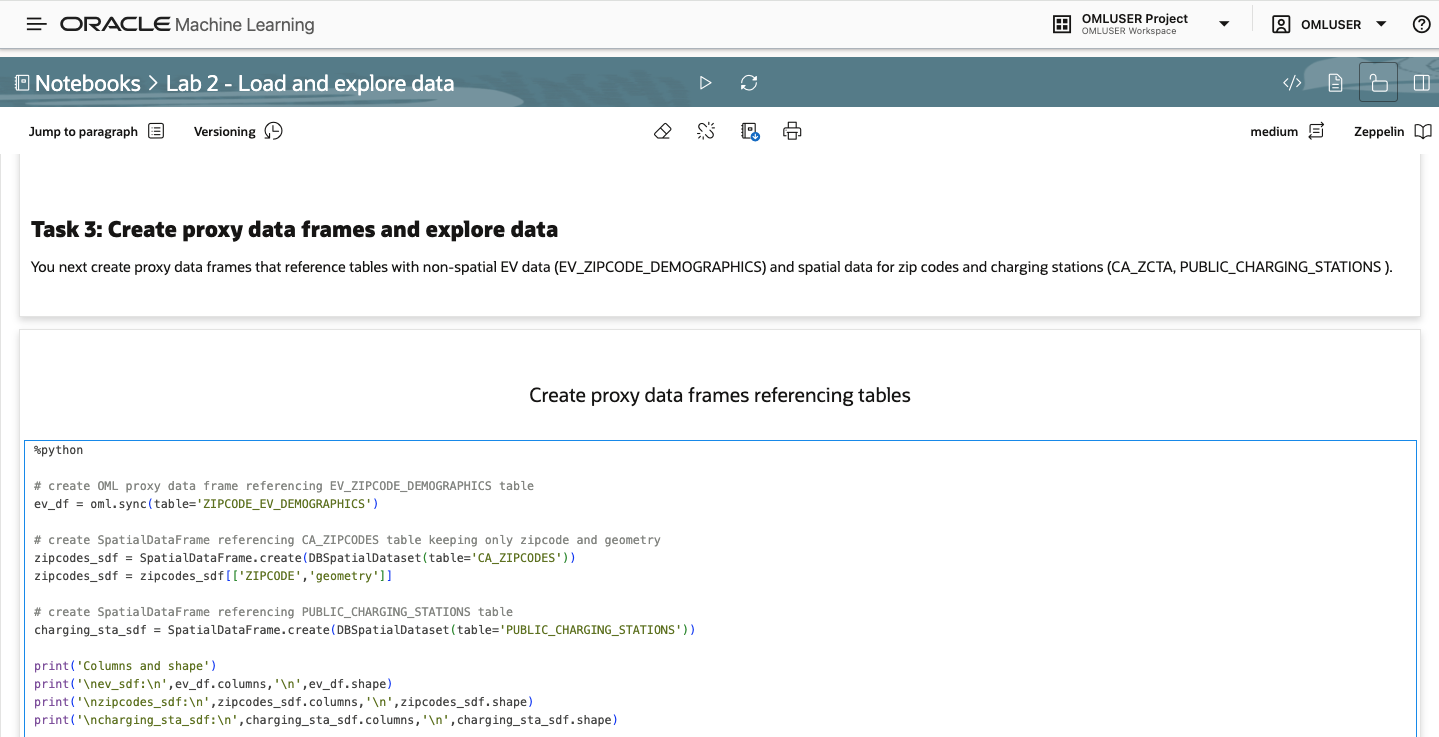 ORACLE Machine Learning
OMLUSER Project
OMLUSER Workspace
OMLUSER
Notebooks > Lab 2 - Load and explore data
Jump to paragraph
Versioning
medium
Zeppelin
Task 3: Create proxy data frames and explore data
You next create proxy data frames that reference tables with non-spatial EV data (EV_ZIPCODE_DEMOGRAPHICS) and spatial data for zip codes and charging stations (CA_ZCTA, PUBLIC_CHARGING_STATIONS ).
Create proxy data frames referencing tables
%python
# create OML proxy data frame referencing EV_ZIPCODE_DEMOGRAPHICS table
ev_df = oml.sync(table='ZIPCODE_EV_DEMOGRAPHICS')
# create SpatialDataFrame referencing CA_ZIPCODES table keeping only zipcode and geometry
zipcodes_sdf = SpatialDataFrame.create(DBSpatialDataset(table='CA_ZIPCODES'))
zipcodes_sdf = zipcodes_sdf[['ZIPCODE','geometry']]
# create SpatialDataFrame referencing PUBLIC_CHARGING_STATIONS table
charging_sta_sdf = SpatialDataFrame.create(DBSpatialDataset(table='PUBLIC_CHARGING_STATIONS'))
print('Columns and shape')
print('\nev_sdf:\n',ev_df.columns,'\n',ev_df.shape)
print('\nzipcodes_sdf:\n',zipcodes_sdf.columns,'\n',zipcodes_sdf.shape)
print('\ncharging_sta_sdf:\n',charging_sta_sdf.columns,'\n',charging_sta_sdf.shape)